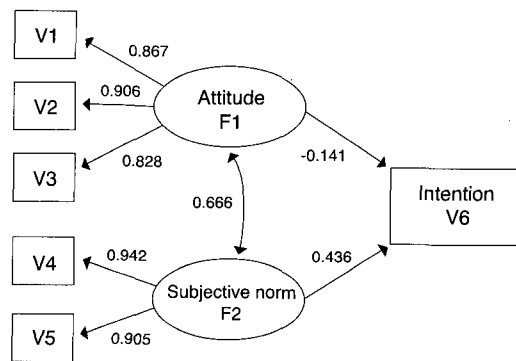 V1
0.867
V2
0.906
Attitude
F1
V3
0.828
-0.141
0.666
Intention
V6
V4
0.942
0.436
Subjective norm
F2
V5
0.905